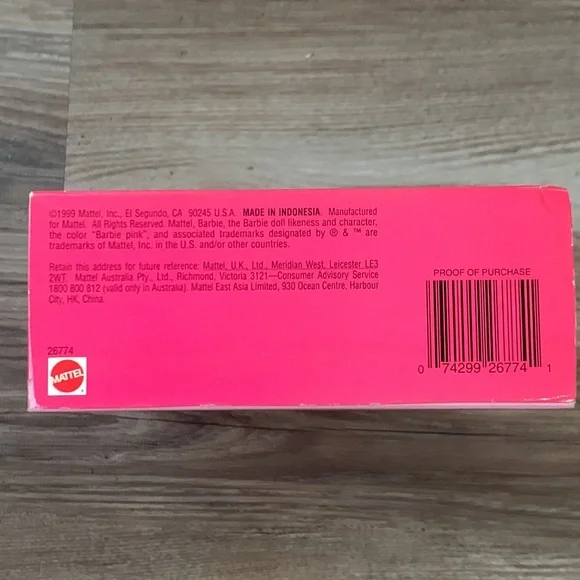 ©1999 Mattel, Inc., El Segundo, CA 90245 U.S.A. MADE IN INDONESIA. Manufactured
for Mattel. All Rights Reserved. Mattel, Barbie, the Barbie doll likeness and character,
the color "Barbie pink", and associated trademarks designated by ® & ™ are
trademarks of Mattel, Inc. in the U.S. and/or other countries.
Retain this address for future reference: Mattel, U.K., Ltd., Meridian West, Leicester LE3
2WT. Mattel Australia Pty., Ltd., Richmond, Victoria 3121—Consumer Advisory Service
1800 800 812 (valid only in Australia). Mattel East Asia Limited, 930 Ocean Centre, Harbour
City, HK, China.
PROOF OF PURCHASE
0 74299 26774 1
26774
MATTEL